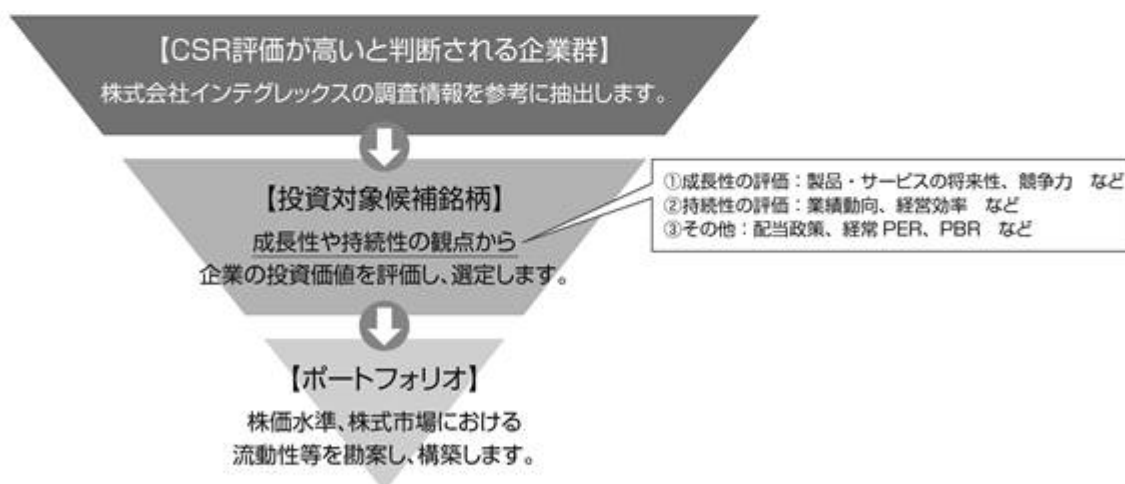 【CSR評価が高いと判断される企業群】
株式会社インテグレックスの調査情報を参考に抽出します。
【投資対象候補銘柄】
成長性や持続性の観点から
企業の投資価値を評価し、選定します。
①成長性の評価：製品・サービスの将来性、競争力　など
②持続性の評価：業績動向、経営効率　など
③その他：配当政策、経常PER、PBR　など
【ポートフォリオ】
株価水準、株式市場における
流動性等を勘案し、構築します。